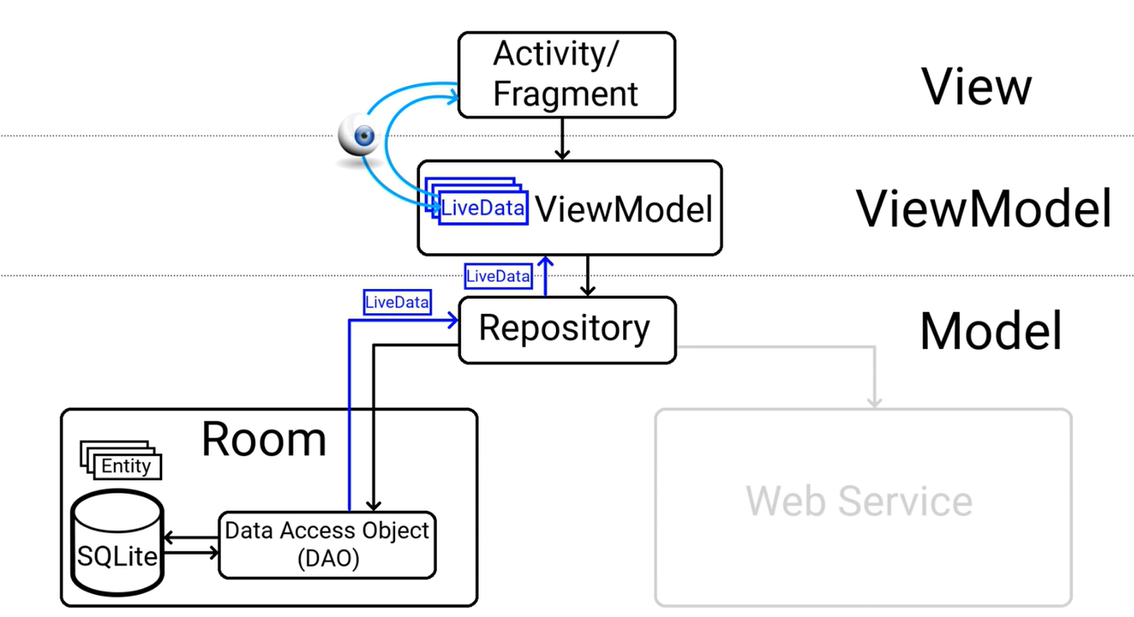 Activity/
Fragment
View
LiveData
ViewModel
ViewModel
LiveData
LiveData
Repository
Model
Room
Entity
SQLite
Data Access Object
(DAO)
Web Service